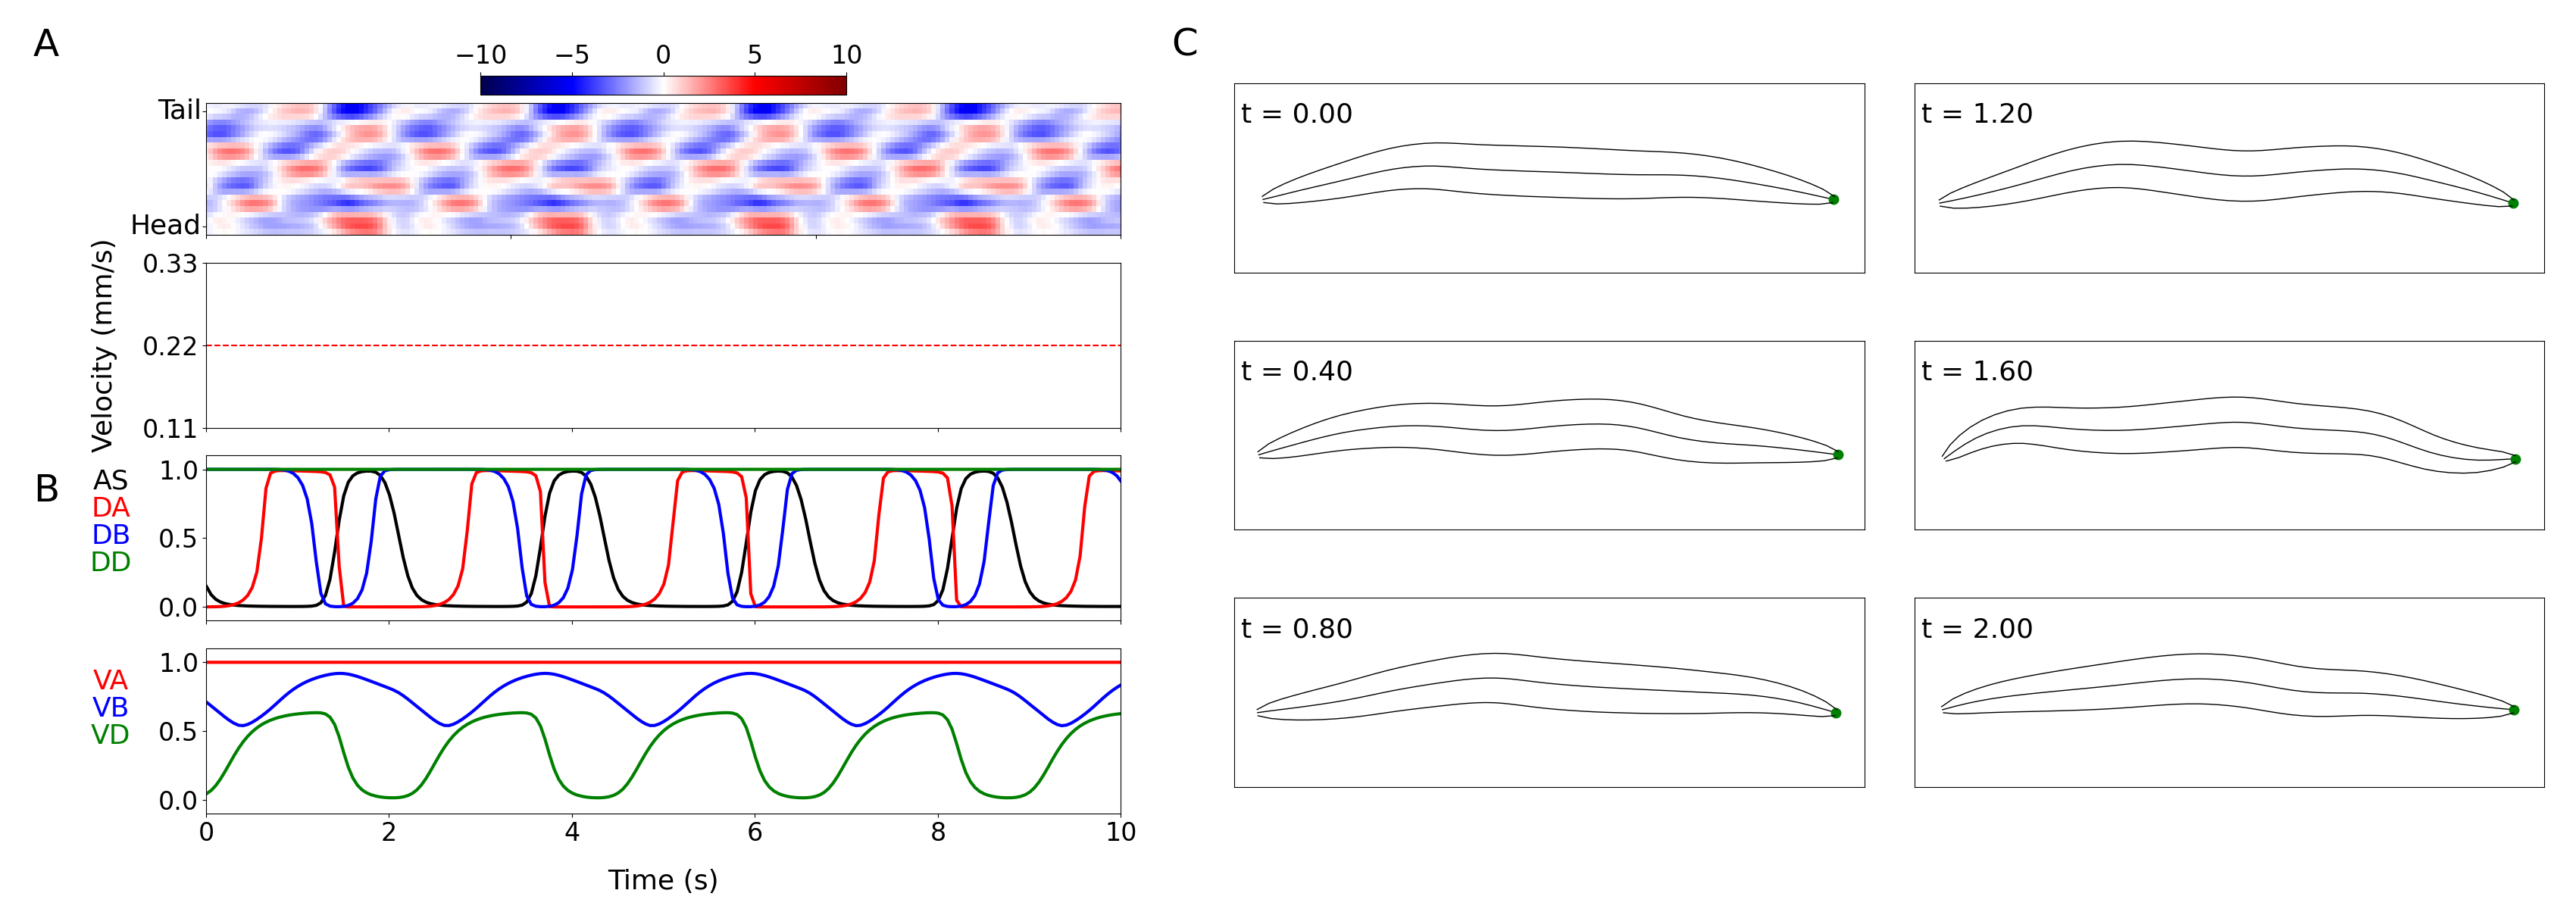 A
−10 −5 0 5 10
Tail
Head
Velocity (mm/s)
0.33
0.22
0.11
B
AS
DA
DB
DD
1.0
0.5
0.0
VA
VB
VD
1.0
0.5
0.0
0 2 4 6 8 10
Time (s)
C
t = 0.00
t = 1.20
t = 0.40
t = 1.60
t = 0.80
t = 2.00